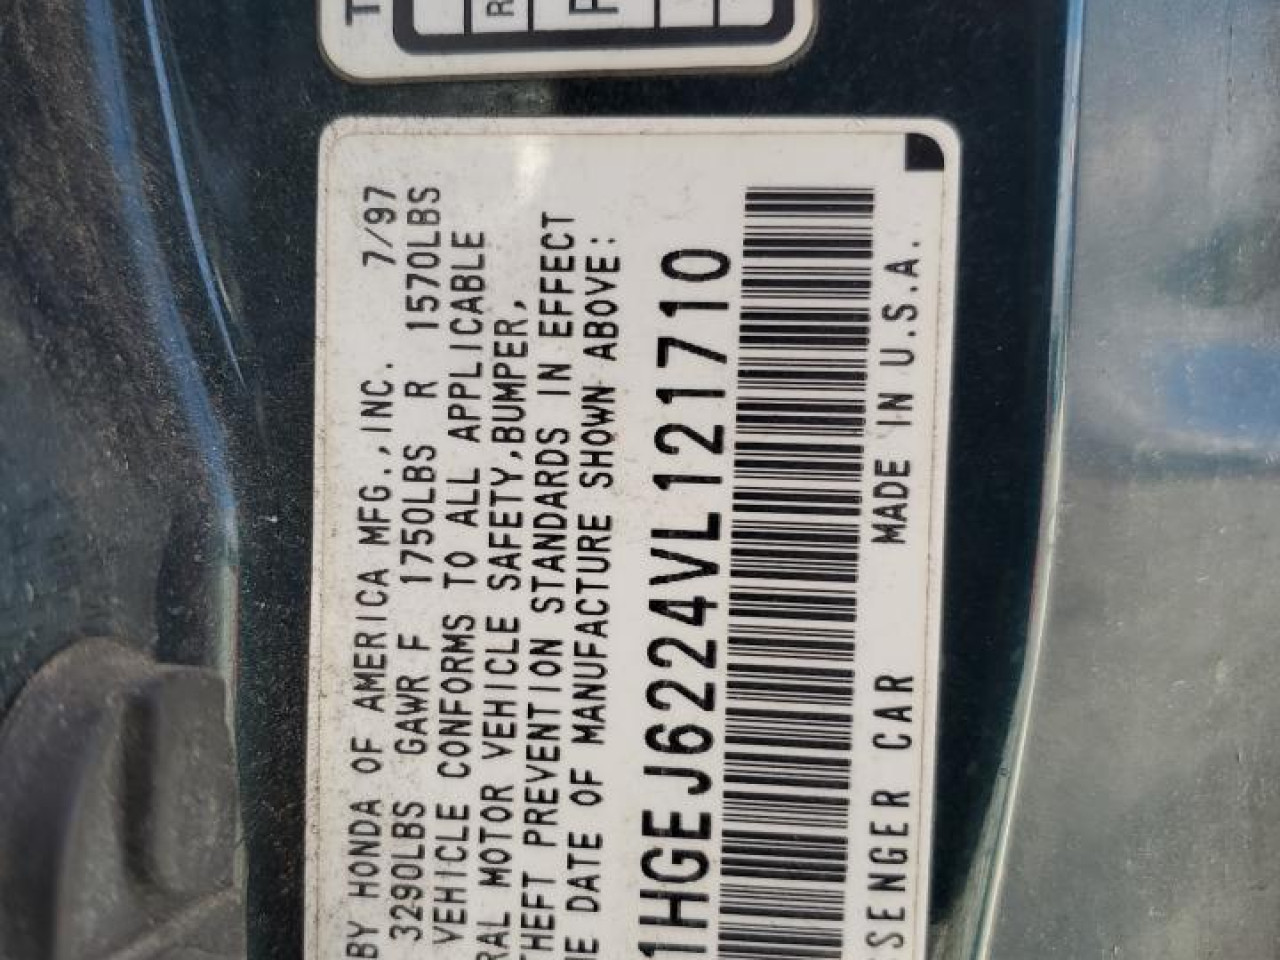 T
R
F
BY HONDA OF AMERICA MFG.,INC. 7/97
3290LBS GAWR F 1750LBS R 1570LBS
VEHICLE CONFORMS TO ALL APPLICABLE
RAL MOTOR VEHICLE SAFETY,BUMPER,
THEFT PREVENTION STANDARDS IN EFFECT
E DATE OF MANUFACTURE SHOWN ABOVE:
1HGEJ6224VL121710
SSENGER CAR MADE IN U.S.A.